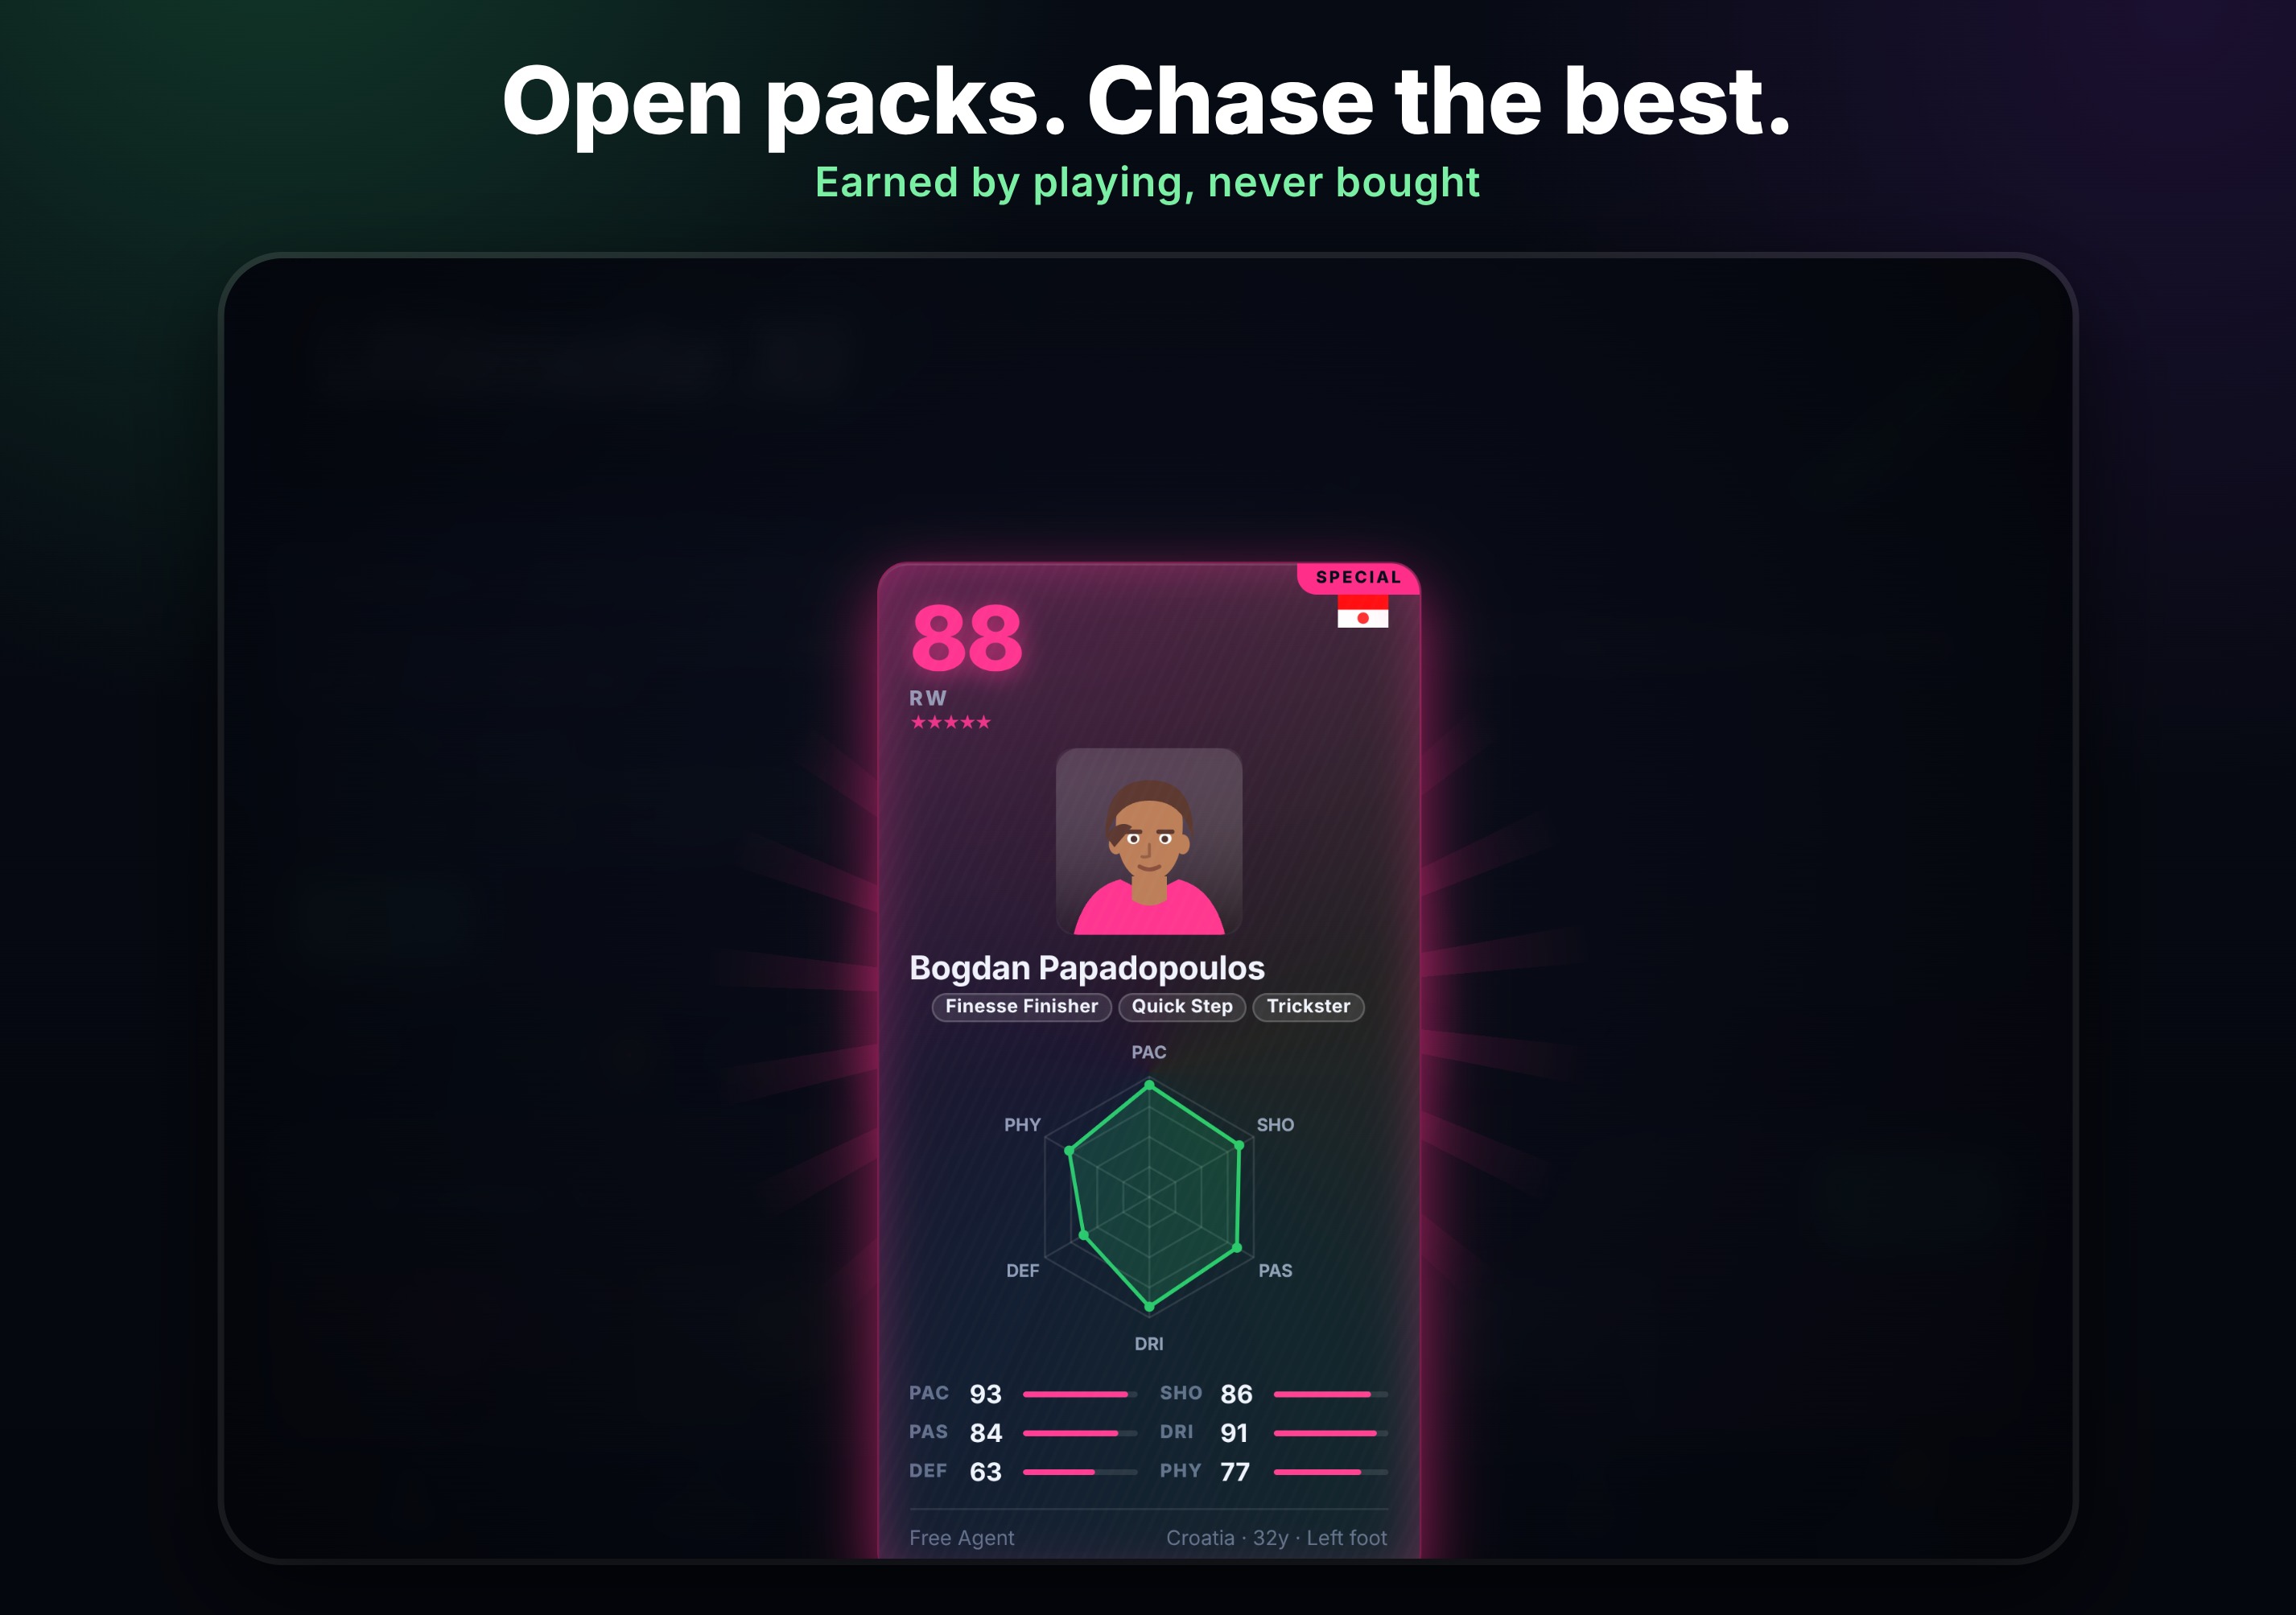 Open packs. Chase the best.
Earned by playing, never bought
SPECIAL
88
RW
★★★★★
Bogdan Papadopoulos
Finesse Finisher Quick Step Trickster
PAC
PHY SHO
DEF PAS
DRI
PAC 93 SHO 86
PAS 84 DRI 91
DEF 63 PHY 77
Free Agent Croatia · 32y · Left foot